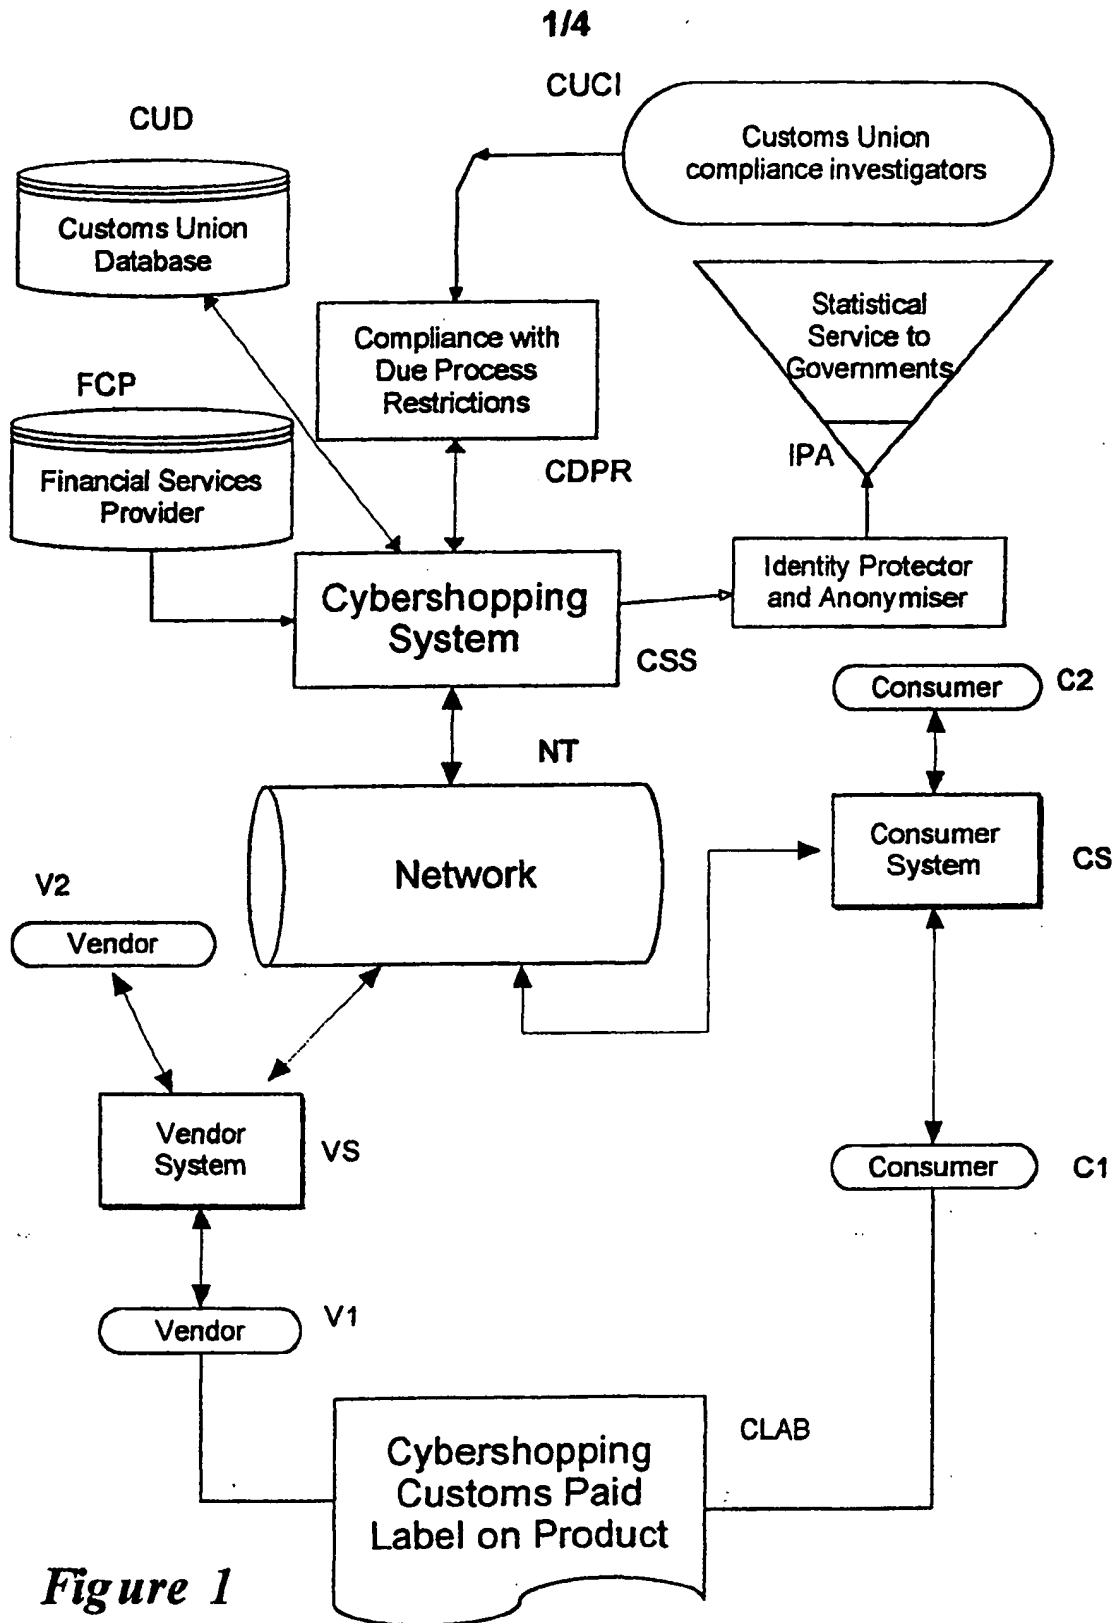 1/4
CUCI
CUD
Customs Union
compliance investigators
Customs Union
Database
Statistical
Service to
Governments
Compliance with
Due Process
Restrictions
FCP
IPA
CDPR
Financial Services
Provider
Identity Protector
and Anonymiser
Cybershopping
System
CSS
Consumer
C2
NT
Consumer
System
CS
Network
V2
Vendor
Vendor
System
VS
Consumer
C1
V1
Vendor
CLAB
Cybershopping
Customs Paid
Label on Product
Figure 1